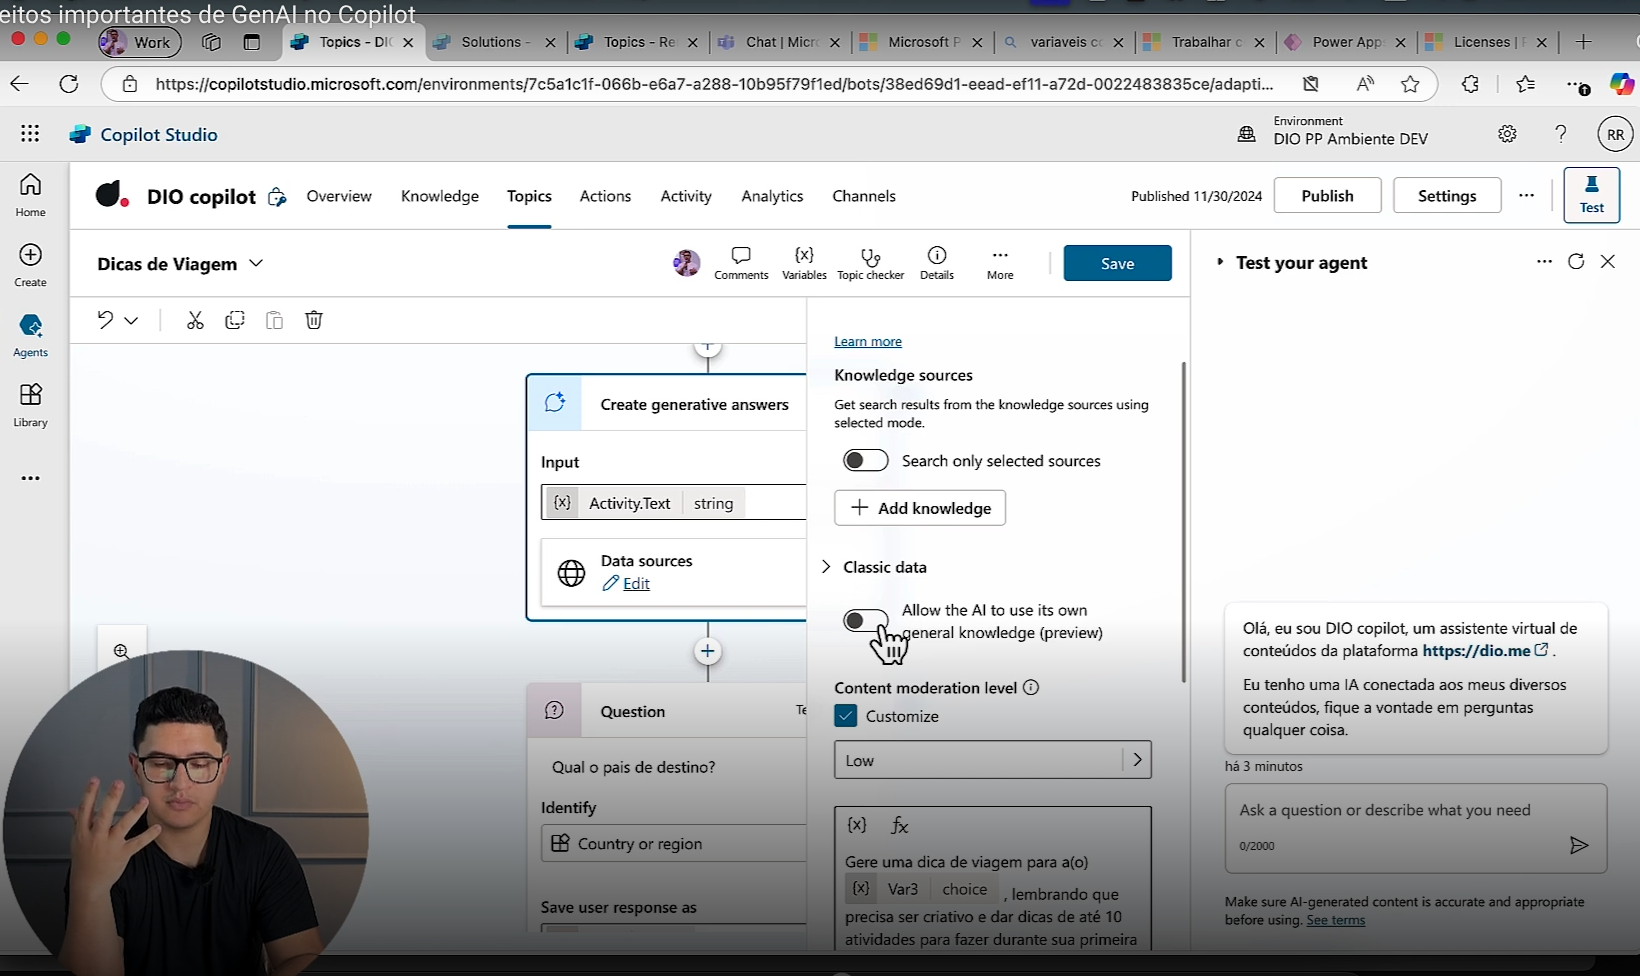 eitos importantes de GenAI no Copilot
Work
Topics - DI
Solutions -
Topics - Re
Chat | Micr
Microsoft P
variaveis c
Trabalhar c
Power App
Licenses |
https://copilotstudio.microsoft.com/environments/7c5a1c1f-066b-e6a7-a288-10b95f79f1ed/bots/38ed69d1-eead-ef11-a72d-0022483835ce/adapti...
Copilot Studio
Environment
DIO PP Ambiente DEV
RR
Home
Create
Agents
Library
DIO copilot
Overview
Knowledge
Topics
Actions
Activity
Analytics
Channels
Published 11/30/2024
Publish
Settings
Test
Dicas de Viagem
Comments
{x} Variables
Topic checker
Details
More
Save
Create generative answers
Input
{x} Activity.Text string
Data sources
Edit
Question
Te
Qual o pais de destino?
Identify
Country or region
Save user response as
Learn more
Knowledge sources
Get search results from the knowledge sources using
selected mode.
Search only selected sources
Add knowledge
Classic data
Allow the AI to use its own
general knowledge (preview)
Content moderation level
Customize
Low
{x} fx
Gere uma dica de viagem para a(o)
{x} Var3 choice , lembrando que
precisa ser criativo e dar dicas de até 10
atividades para fazer durante sua primeira
Test your agent
Olá, eu sou DIO copilot, um assistente virtual de
conteúdos da plataforma https://dio.me .
Eu tenho uma IA conectada aos meus diversos
conteúdos, fique a vontade em perguntas
qualquer coisa.
há 3 minutos
Ask a question or describe what you need
0/2000
Make sure AI-generated content is accurate and appropriate
before using. See terms